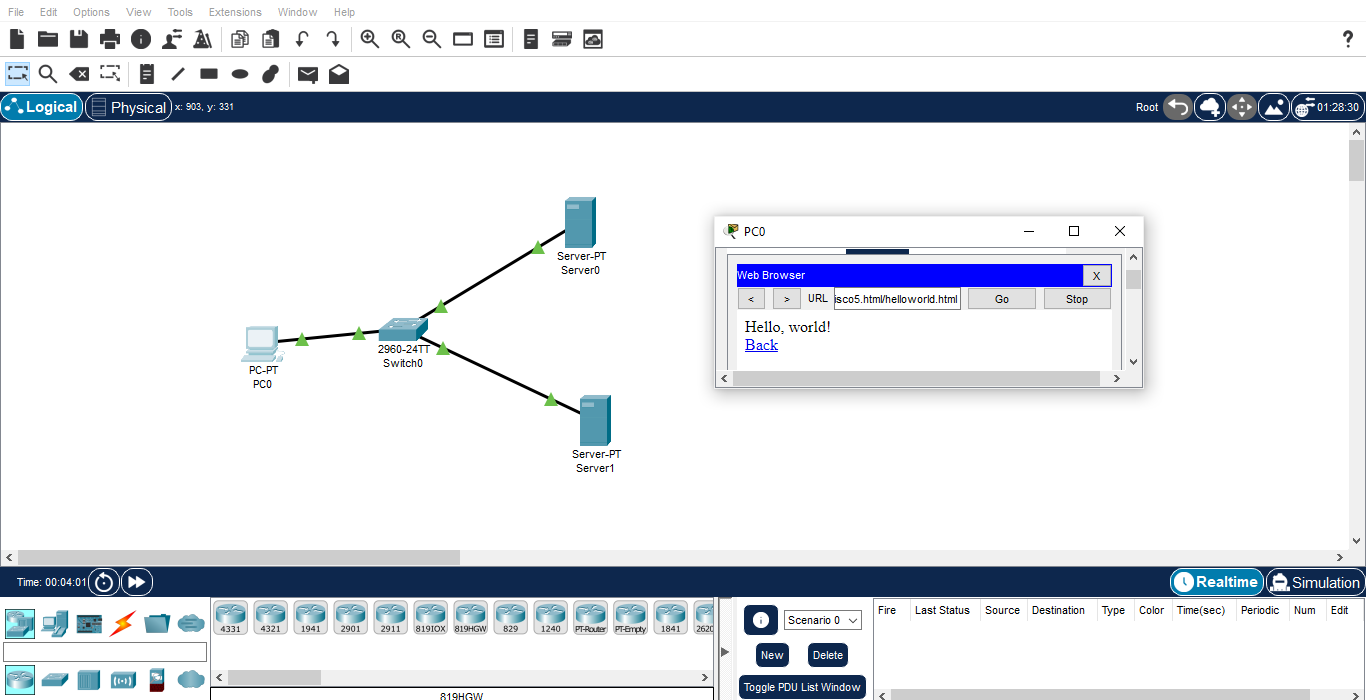 File Edit Options View Tools Extensions Window Help
?
Logical Physical x: 903, y: 331 Root 01:28:30
Server-PT
Server0
2960-24TT
Switch0
PC-PT
PC0
Server-PT
Server1
PC0
Web Browser X
< > URL isco5.html/helloworld.html Go Stop
Hello, world!
Back
Time: 00:04:01 Realtime Simulation
4331 4321 1941 2901 2911 819IOX 819HGW 829 1240 PT-Router PT-Empty 1841 2620
819HGW
Scenario 0
New Delete
Toggle PDU List Window
Fire Last Status Source Destination Type Color Time(sec) Periodic Num Edit